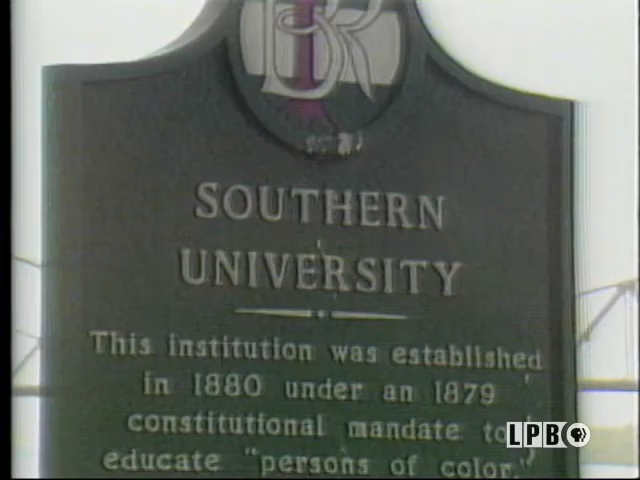 BR
SOUTHERN
UNIVERSITY
This institution was established
in 1880 under an 1879
constitutional mandate to
educate "persons of color."
LPB